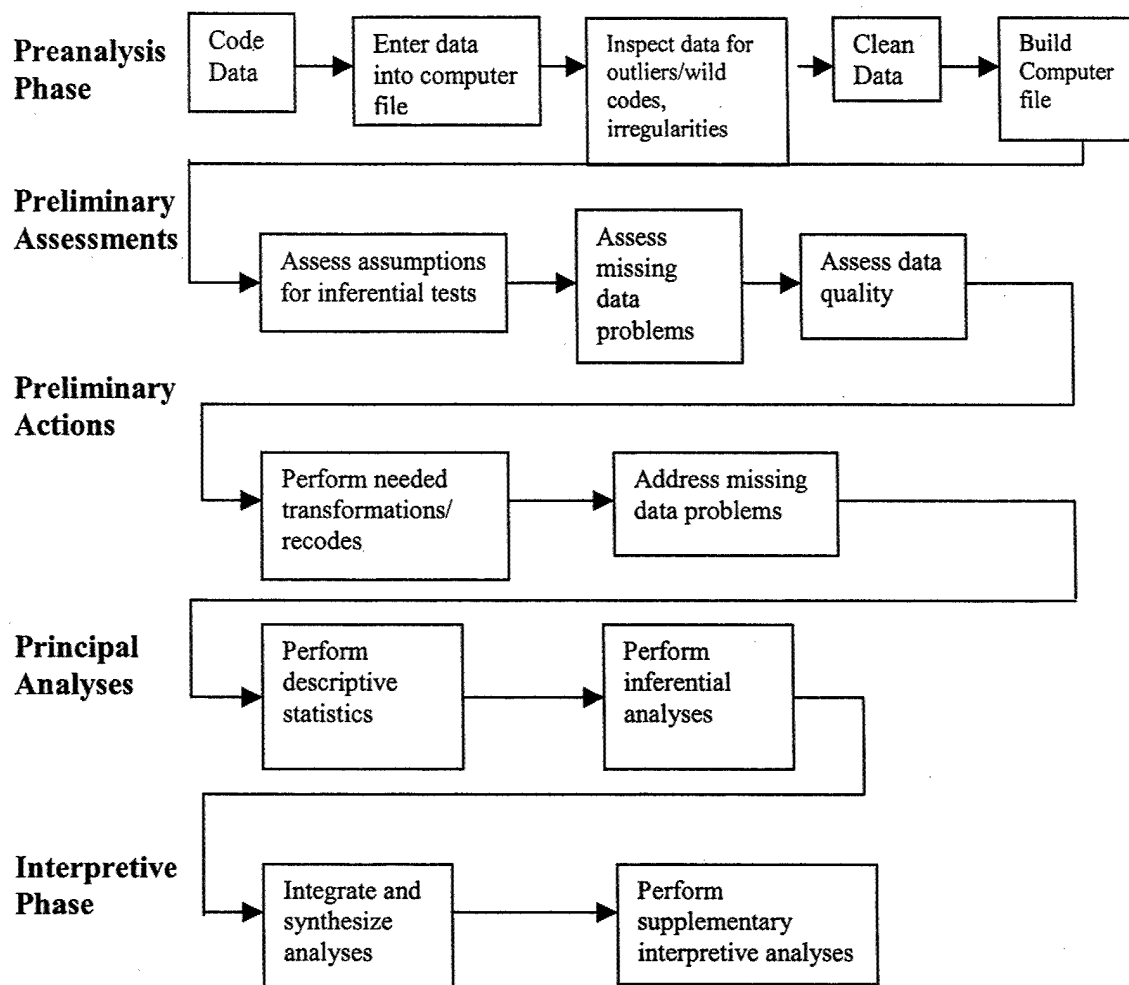 Preanalysis
Phase
Code
Data
Enter data
into computer
file
Inspect data for
outliers/wild
codes,
irregularities
Clean
Data
Build
Computer
file
Preliminary
Assessments
Assess assumptions
for inferential tests
Assess
missing
data
problems
Assess data
quality
Preliminary
Actions
Perform needed
transformations/
recodes
Address missing
data problems
Principal
Analyses
Perform
descriptive
statistics
Perform
inferential
analyses
Interpretive
Phase
Integrate and
synthesize
analyses
Perform
supplementary
interpretive analyses